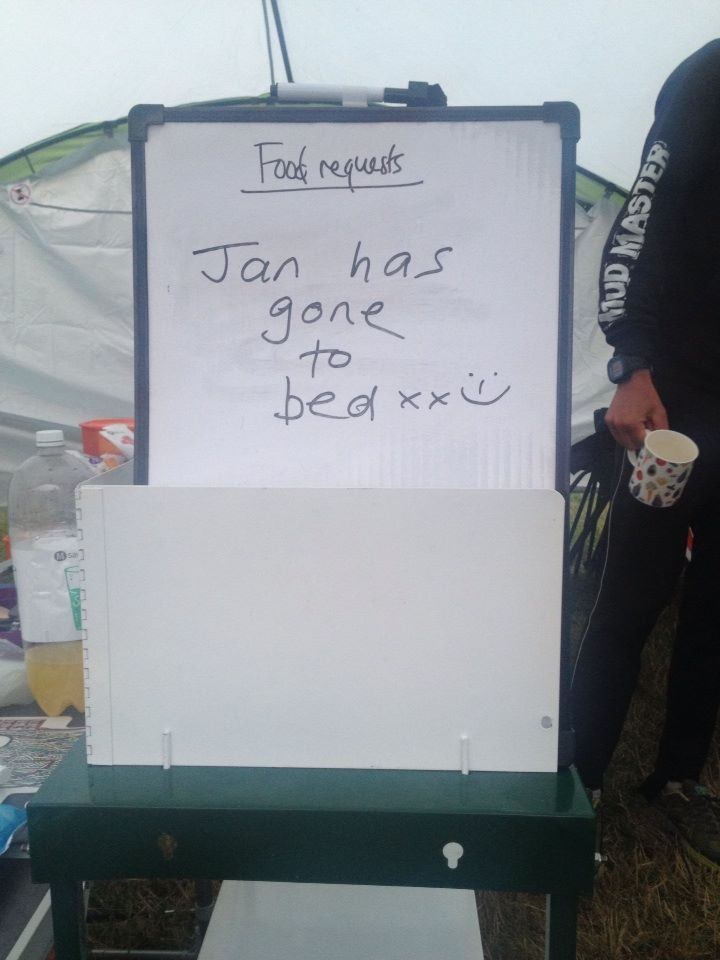 Food requests
Jan has
gone
to
bed xx
MUD MASTER
M